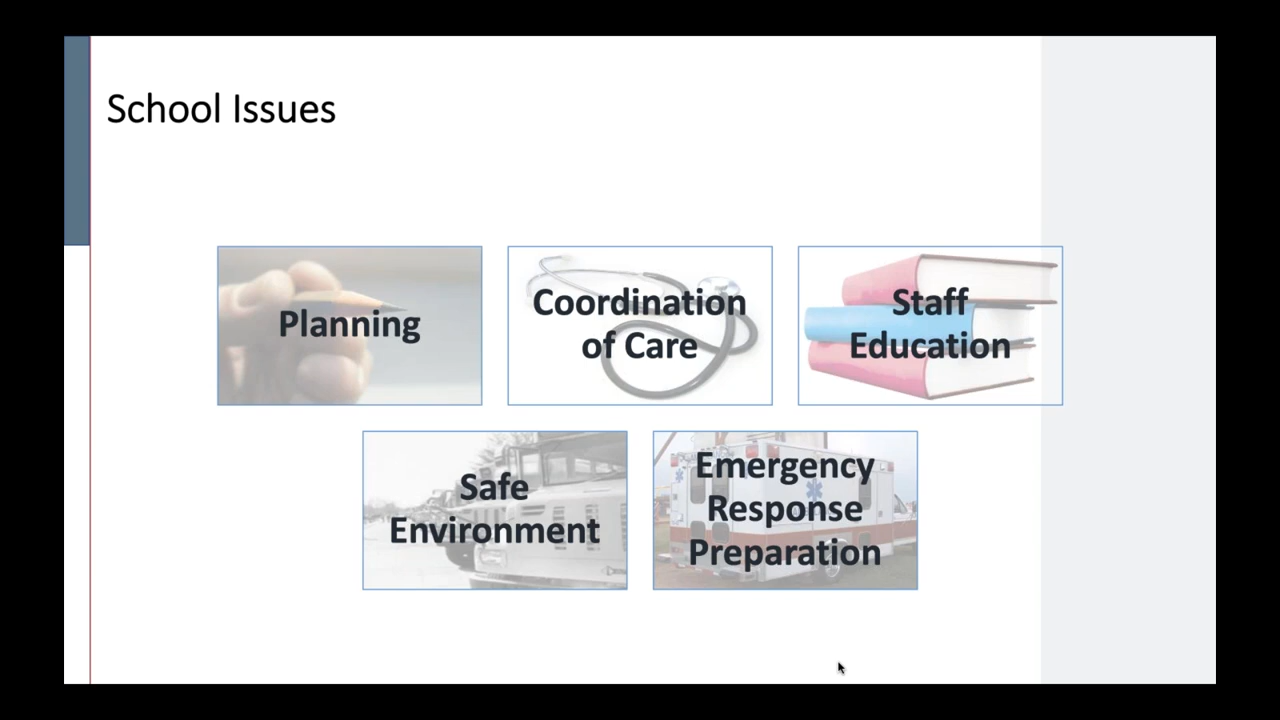 School Issues
Planning
Coordination
of Care
Staff
Education
Safe
Environment
Emergency
Response
Preparation